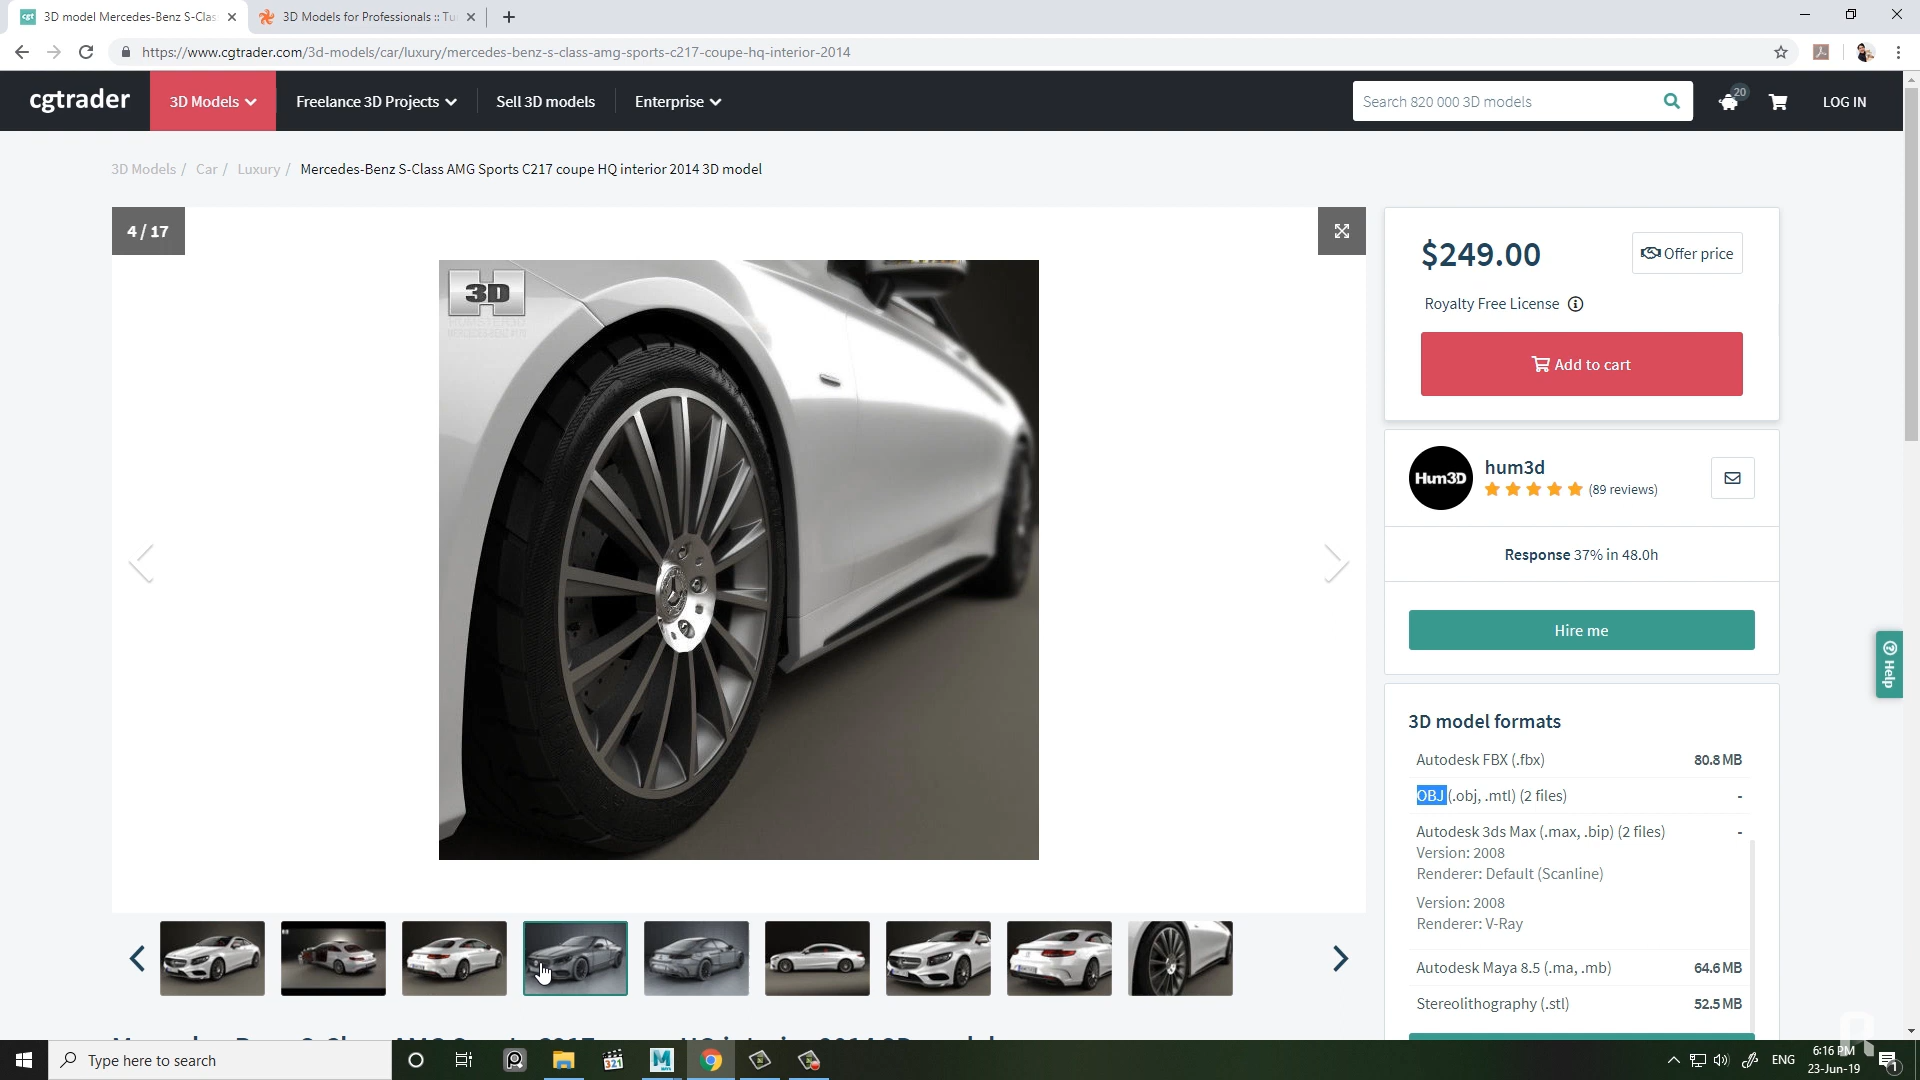 3D model Mercedes-Benz S-Clas
3D Models for Professionals :: Tu
https://www.cgtrader.com/3d-models/car/luxury/mercedes-benz-s-class-amg-sports-c217-coupe-hq-interior-2014
cgtrader
3D Models
Freelance 3D Projects
Sell 3D models
Enterprise
Search 820 000 3D models
20
LOG IN
3D Models / Car / Luxury / Mercedes-Benz S-Class AMG Sports C217 coupe HQ interior 2014 3D model
4 / 17
3D
$249.00
Offer price
Royalty Free License
Add to cart
Hum3D
hum3d
(89 reviews)
Response 37% in 48.0h
Hire me
Help
3D model formats
Autodesk FBX (.fbx) 80.8 MB
OBJ (.obj, .mtl) (2 files) -
Autodesk 3ds Max (.max, .bip) (2 files) -
Version: 2008
Renderer: Default (Scanline)
Version: 2008
Renderer: V-Ray
Autodesk Maya 8.5 (.ma, .mb) 64.6 MB
Stereolithography (.stl) 52.5 MB
Type here to search
321
ENG
6:16 PM
23-Jun-19
1